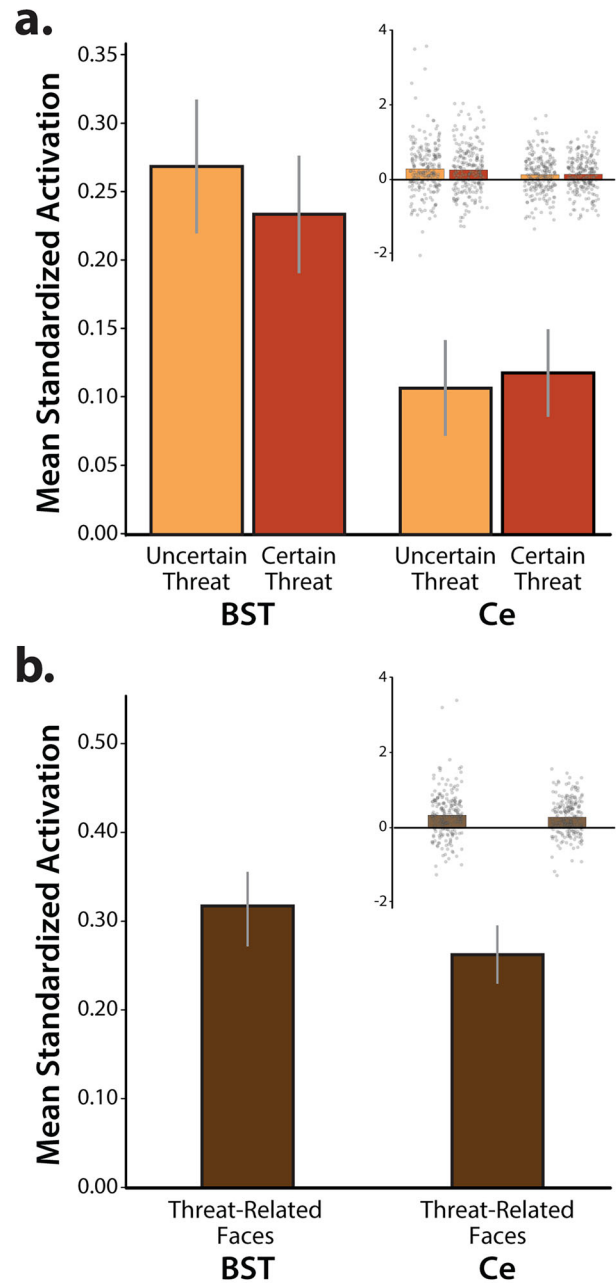 a.
Mean Standardized Activation
0.35
0.30
0.25
0.20
0.15
0.10
0.05
0.00
4
2
0
-2
Uncertain Threat
Certain Threat
Uncertain Threat
Certain Threat
BST
Ce
b.
Mean Standardized Activation
0.50
0.40
0.30
0.20
0.10
0.00
4
2
0
-2
Threat-Related
Faces
Threat-Related
Faces
BST
Ce